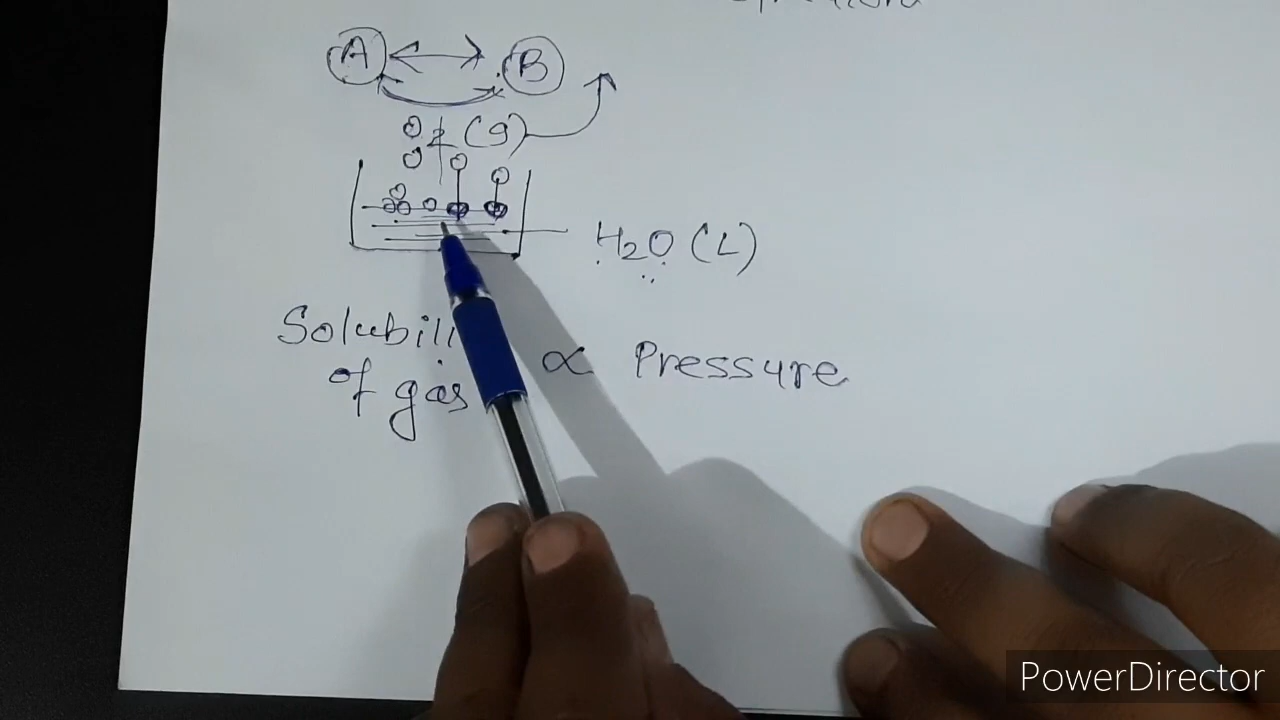 A B
O2 (g)
H2O (L)
Solubili
of gas ∝ Pressure
PowerDirector